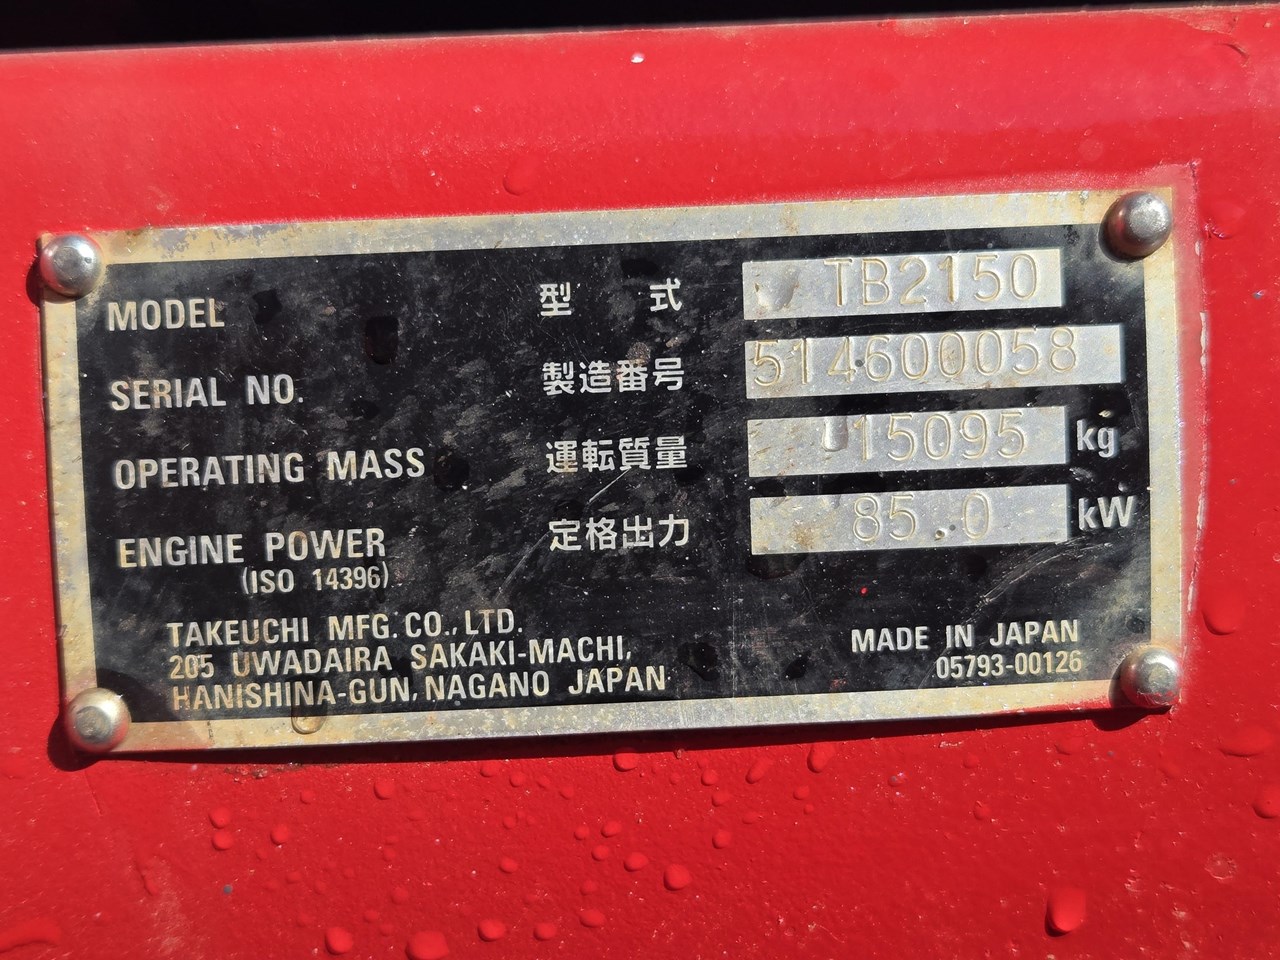 MODEL 型 式 TB2150
SERIAL NO. 製造番号 514600058
OPERATING MASS 運転質量 15095 kg
ENGINE POWER 定格出力 85.0 kW
(ISO 14396)
TAKEUCHI MFG. CO., LTD.
205 UWADAIRA SAKAKI-MACHI,
HANISHINA-GUN, NAGANO JAPAN
MADE IN JAPAN
05793-00126